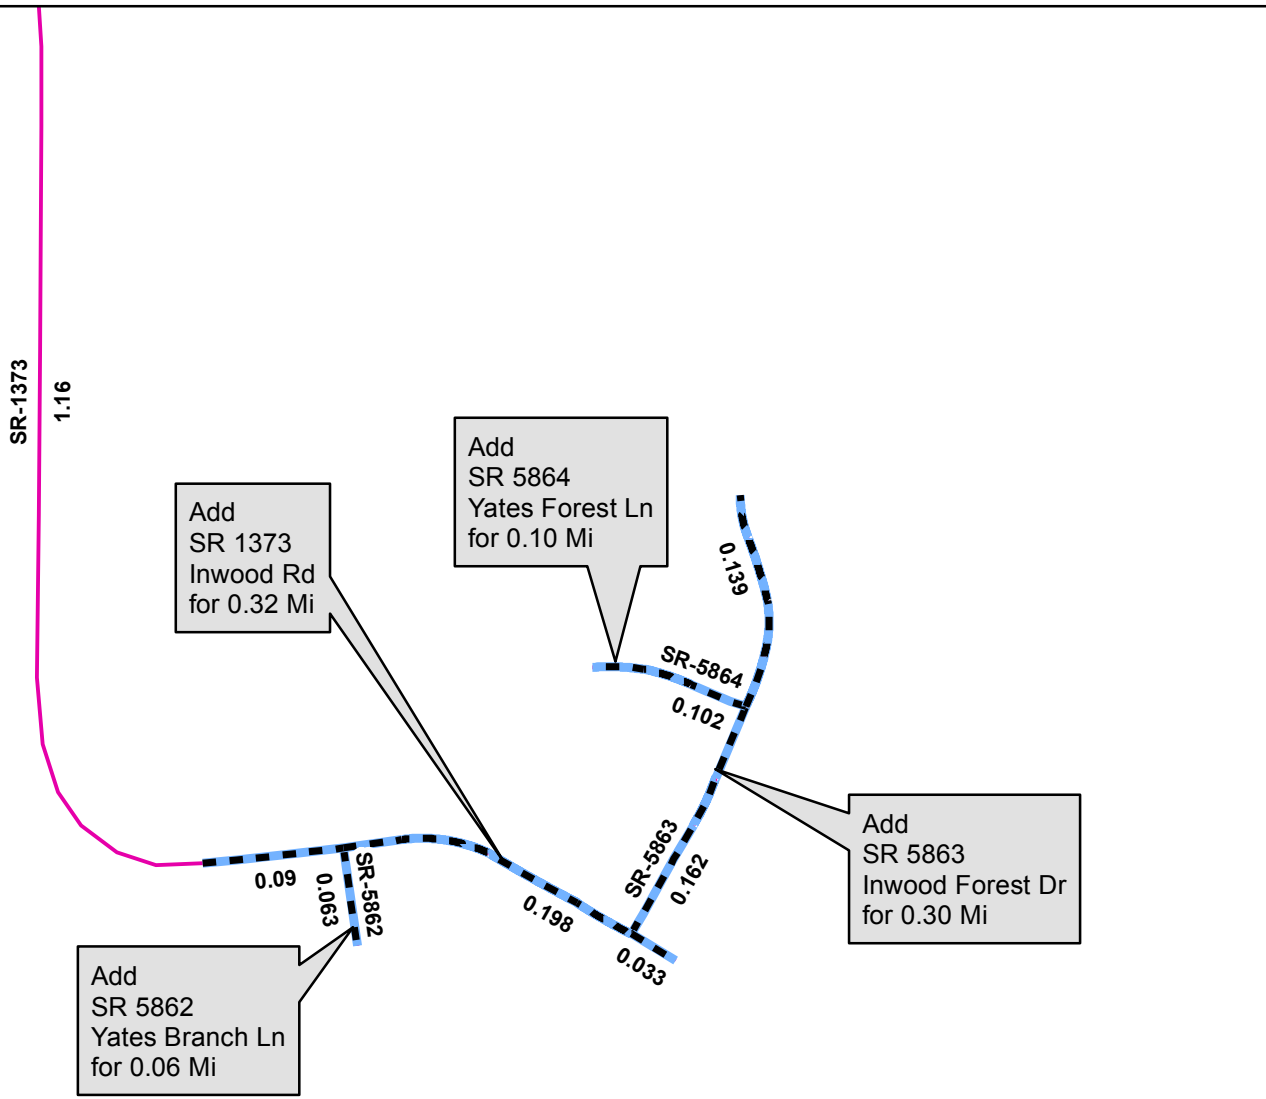 SR-1373
1.16
Add
SR 5864
Yates Forest Ln
for 0.10 Mi
Add
SR 1373
Inwood Rd
for 0.32 Mi
0.139
SR-5864
0.102
Add
SR 5863
Inwood Forest Dr
for 0.30 Mi
SR-5863
0.162
0.09
0.063
SR-5862
0.198
0.033
Add
SR 5862
Yates Branch Ln
for 0.06 Mi